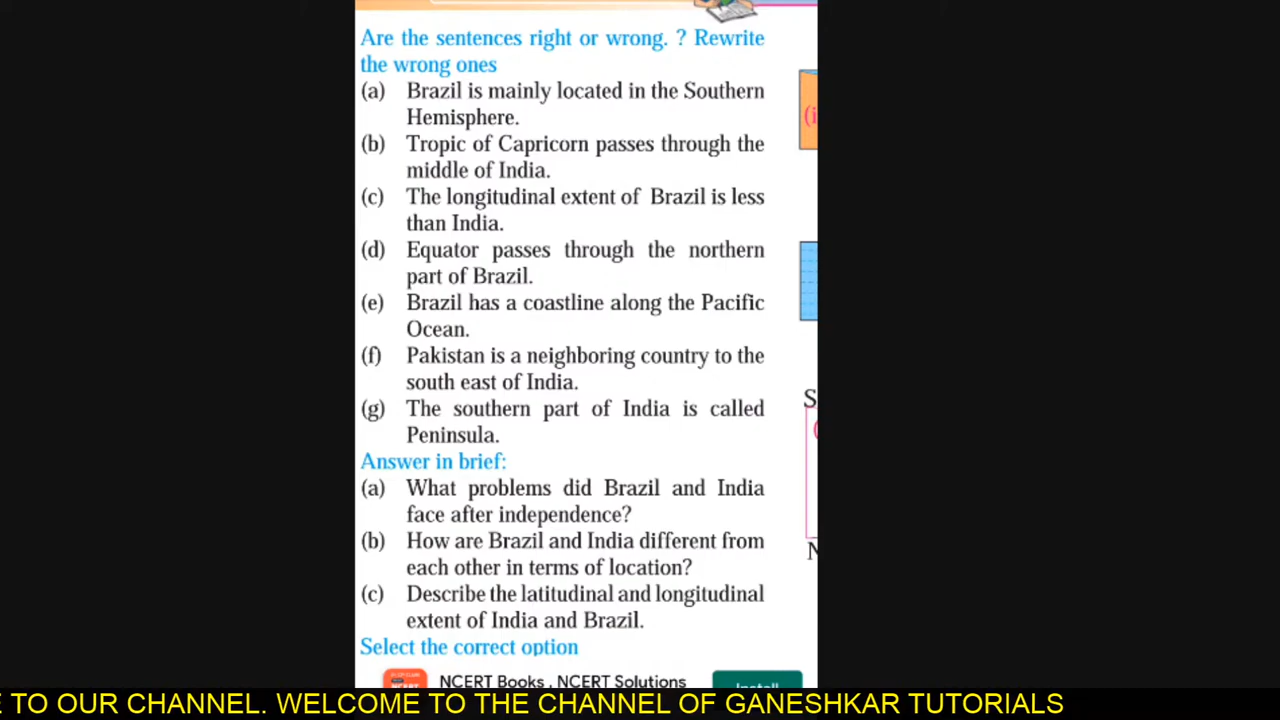 Are the sentences right or wrong. ? Rewrite
the wrong ones
(a) Brazil is mainly located in the Southern
Hemisphere.
(b) Tropic of Capricorn passes through the
middle of India.
(c) The longitudinal extent of Brazil is less
than India.
(d) Equator passes through the northern
part of Brazil.
(e) Brazil has a coastline along the Pacific
Ocean.
(f) Pakistan is a neighboring country to the
south east of India.
(g) The southern part of India is called
Peninsula.
Answer in brief:
(a) What problems did Brazil and India
face after independence?
(b) How are Brazil and India different from
each other in terms of location?
(c) Describe the latitudinal and longitudinal
extent of India and Brazil.
Select the correct option
NCERT Books , NCERT Solutions
Install
TO OUR CHANNEL. WELCOME TO THE CHANNEL OF GANESHKAR TUTORIALS